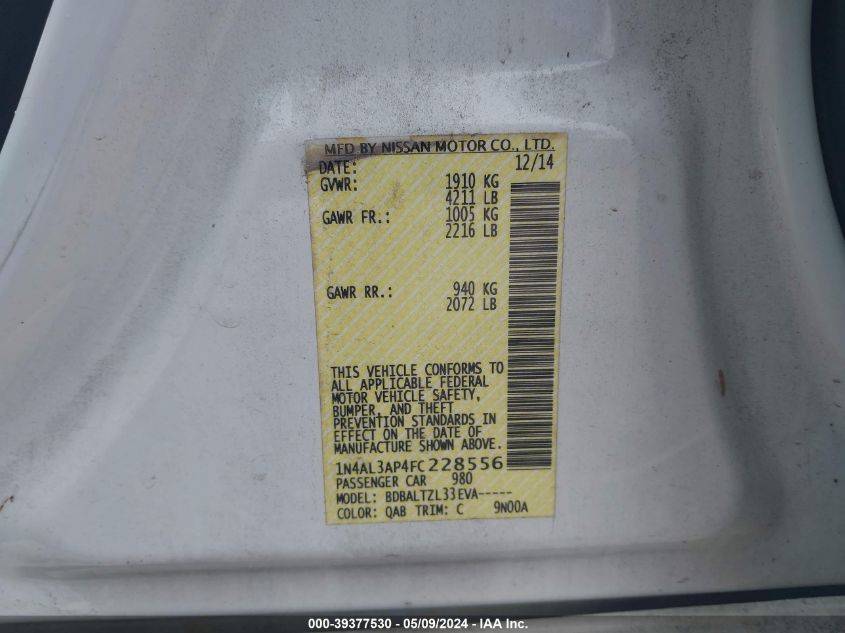 MFD BY NISSAN MOTOR CO., LTD.
DATE: 12/14
GVWR: 1910 KG
4211 LB
GAWR FR.: 1005 KG
2216 LB
GAWR RR.: 940 KG
2072 LB
THIS VEHICLE CONFORMS TO
ALL APPLICABLE FEDERAL
MOTOR VEHICLE SAFETY,
BUMPER, AND THEFT
PREVENTION STANDARDS IN
EFFECT ON THE DATE OF
MANUFACTURE SHOWN ABOVE.
1N4AL3AP4FC228556
PASSENGER CAR 980
MODEL: BDBALTZL33EVA-----
COLOR: QAB TRIM: C 9N00A
000-39377530 - 05/09/2024 - IAA Inc.